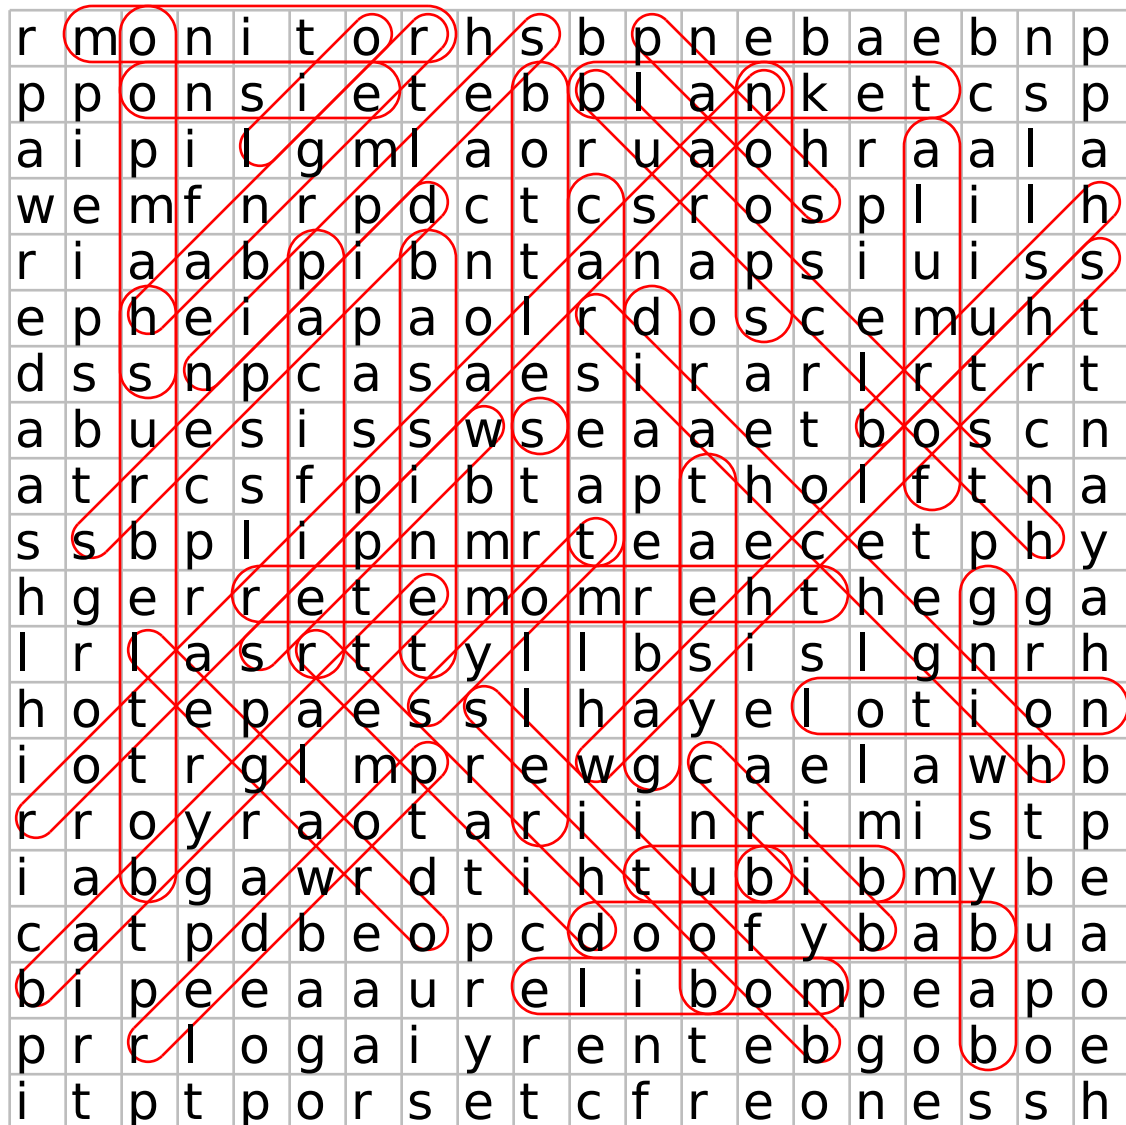 r m o n i t o r h s b p n e b a e b n p
p p o n s i e t e b b l a n k e t c s p
a i p i l g m l a o r u a o h r a a l a
w e m f n r p d c t c s r o s p l i l h
r i a a b p i b n t a n a p s i u i s s
e p h e i a p a o l r d o s c e m u h t
d s s n p c a s a e s i r a r l r t r t
a b u e s i s s w s e a a e t b o s c n
a t r c s f p i b t a p t h o l f t n a
s s b p l i p n m r t e a e c e t p h y
h g e r r e t e m o m r e h t h e g g a
l r l a s r t t y l l b s i s l g n r h
h o t e p a e s s l h a y e l o t i o n
i o t r g l m p r e w g c a e l a w h b
r r o y r a o t a r i i n r i m i s t p
i a b g a w r d t i h t u b i b m y b e
c a t p d b e o p c d o o f y b a b u a
b i p e e a a u r e l i b o m p e a p o
p r r l o g a i y r e n t e b g o b o e
i t p t p o r s e t c f r e o n e s s h